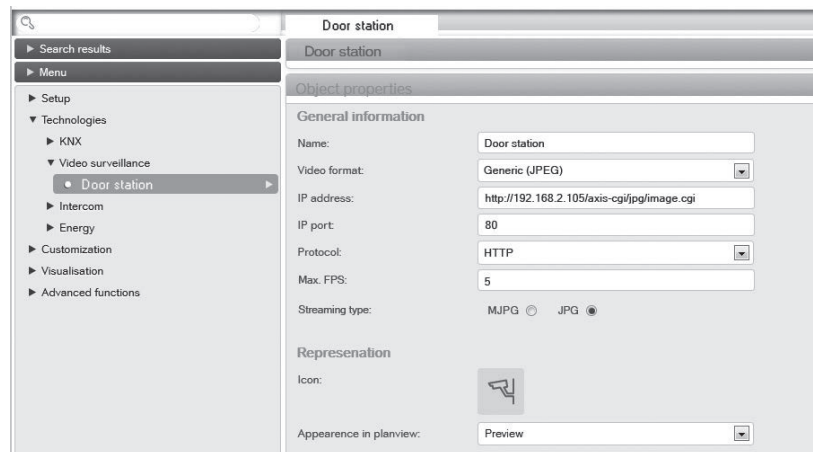 Door station
Search results
Door station
Menu
Object properties
Setup
General information
Technologies
KNX
Name: Door station
Video surveillance
Video format: Generic (JPEG)
Door station
IP address: http://192.168.2.105/axis-cgi/jpg/image.cgi
Intercom
IP port: 80
Energy
Customization
Protocol: HTTP
Visualisation
Max. FPS: 5
Advanced functions
Streaming type: MJPG JPG
Represenation
Icon:
Appearence in planview: Preview